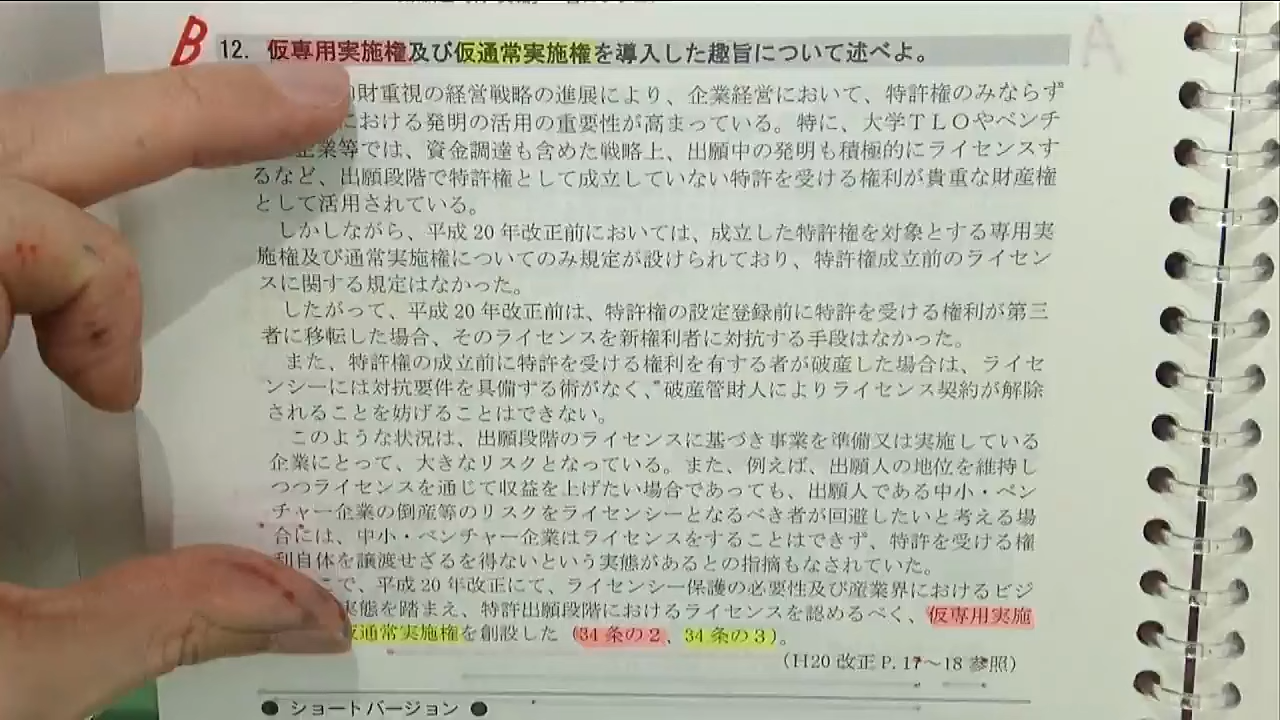 B 12. 仮専用実施権及び仮通常実施権を導入した趣旨について述べよ。 A
財重視の経営戦略の進展により、企業経営において、特許権のみならず
における発明の活用の重要性が高まっている。特に、大学ＴＬＯやベンチ
企業等では、資金調達も含めた戦略上、出願中の発明も積極的にライセンスす
るなど、出願段階で特許権として成立していない特許を受ける権利が貴重な財産権
として活用されている。
しかしながら、平成 20 年改正前においては、成立した特許権を対象とする専用実
施権及び通常実施権についてのみ規定が設けられており、特許権成立前のライセン
スに関する規定はなかった。
したがって、平成 20 年改正前は、特許権の設定登録前に特許を受ける権利が第三
者に移転した場合、そのライセンスを新権利者に対抗する手段はなかった。
また、特許権の成立前に特許を受ける権利を有する者が破産した場合は、ライセ
ンシーには対抗要件を具備する術がなく、破産管財人によりライセンス契約が解除
されることを妨げることはできない。
このような状況は、出願段階のライセンスに基づき事業を準備又は実施している
企業にとって、大きなリスクとなっている。また、例えば、出願人の地位を維持し
つつライセンスを通じて収益を上げたい場合であっても、出願人である中小・ベン
チャー企業の倒産等のリスクをライセンシーとなるべき者が回避したいと考える場
合には、中小・ベンチャー企業はライセンスをすることはできず、特許を受ける権
利自体を譲渡せざるを得ないという実態があるとの指摘もなされていた。
こで、平成 20 年改正にて、ライセンシー保護の必要性及び産業界におけるビジ
実態を踏まえ、特許出願段階におけるライセンスを認めるべく、仮専用実施
通常実施権を創設した（34 条の２、34 条の３）。
（H20 改正 P. 17～18 参照）
● ショートバージョン ●